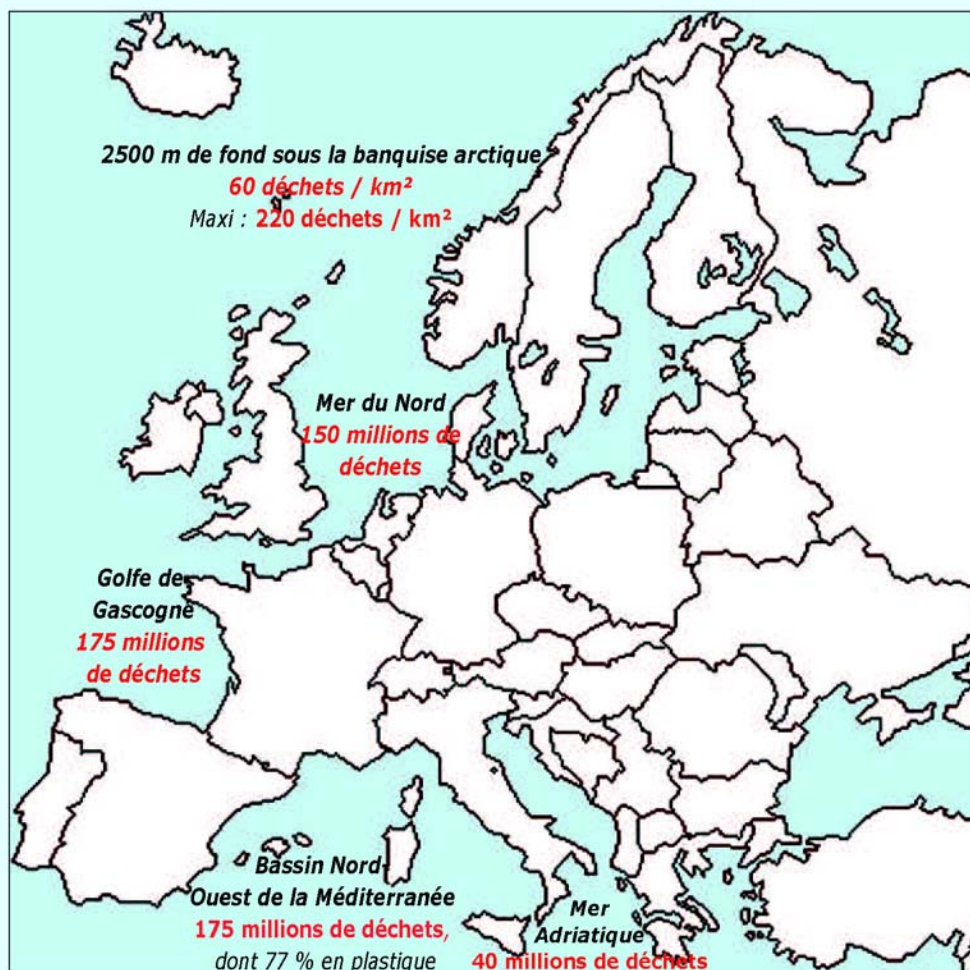 2500 m de fond sous la banquise arctique
60 déchets / km²
Maxi : 220 déchets / km²
Mer du Nord
150 millions de
déchets
Golfe de
Gascogne
175 millions
de déchets
Bassin Nord-
Ouest de la Méditerranée
175 millions de déchets,
dont 77 % en plastique
Mer
Adriatique
40 millions de déchets